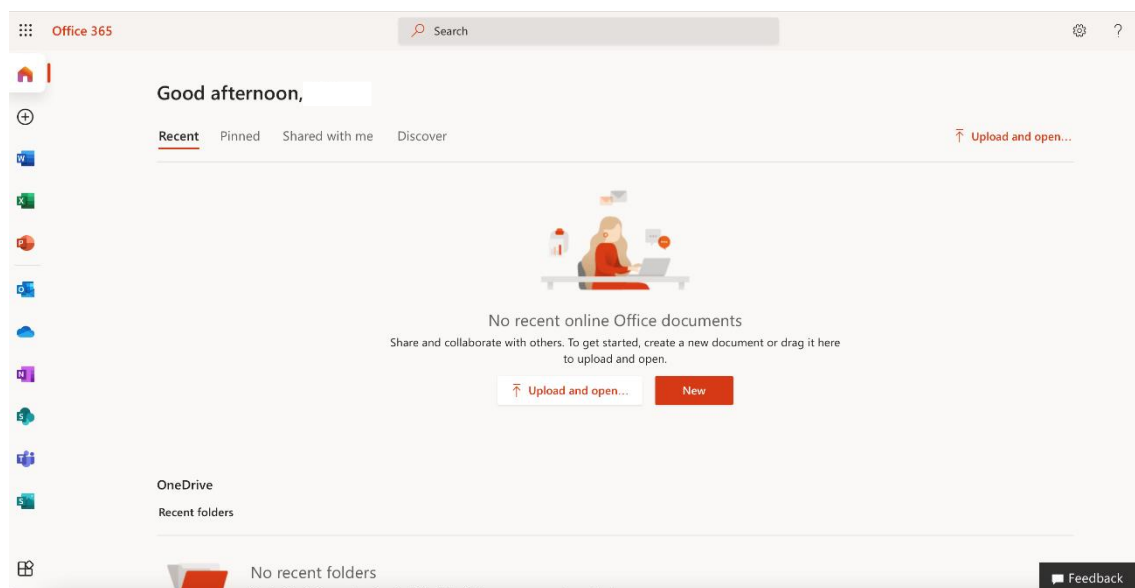 Office 365
Search
?
Good afternoon,
Recent Pinned Shared with me Discover
Upload and open...
No recent online Office documents
Share and collaborate with others. To get started, create a new document or drag it here
to upload and open.
Upload and open...
New
W
X
P
O
N
S
T
S
OneDrive
Recent folders
No recent folders
Feedback